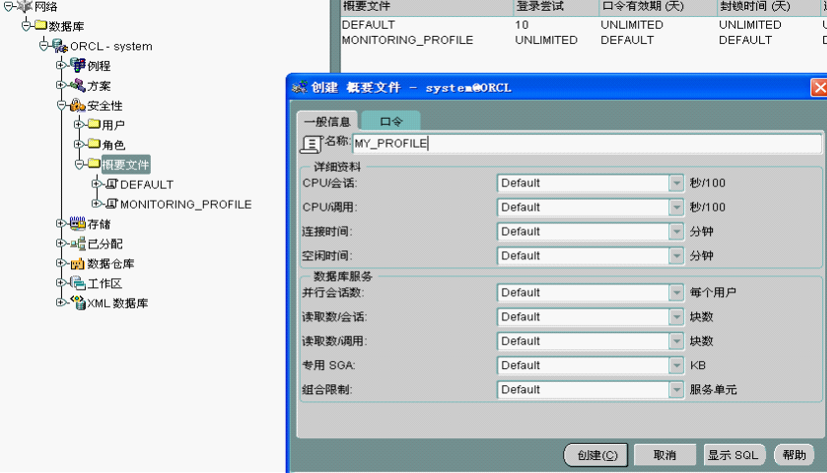 网络
数据库
ORCL - system
例程
方案
安全性
用户
角色
概要文件
DEFAULT
MONITORING_PROFILE
存储
已分配
数据仓库
工作区
XML 数据库
概要文件 登录尝试 口令有效期 (天) 封锁时间 (天)
DEFAULT 10 UNLIMITED UNLIMITED
MONITORING_PROFILE UNLIMITED DEFAULT DEFAULT
创建 概要文件 - system@ORCL
一般信息 口令
名称: MY_PROFILE
详细资料
CPU/会话: Default 秒/100
CPU/调用: Default 秒/100
连接时间: Default 分钟
空闲时间: Default 分钟
数据库服务
并行会话数: Default 每个用户
读取数/会话: Default 块数
读取数/调用: Default 块数
专用 SGA: Default KB
组合限制: Default 服务单元
创建(C) 取消 显示 SQL 帮助